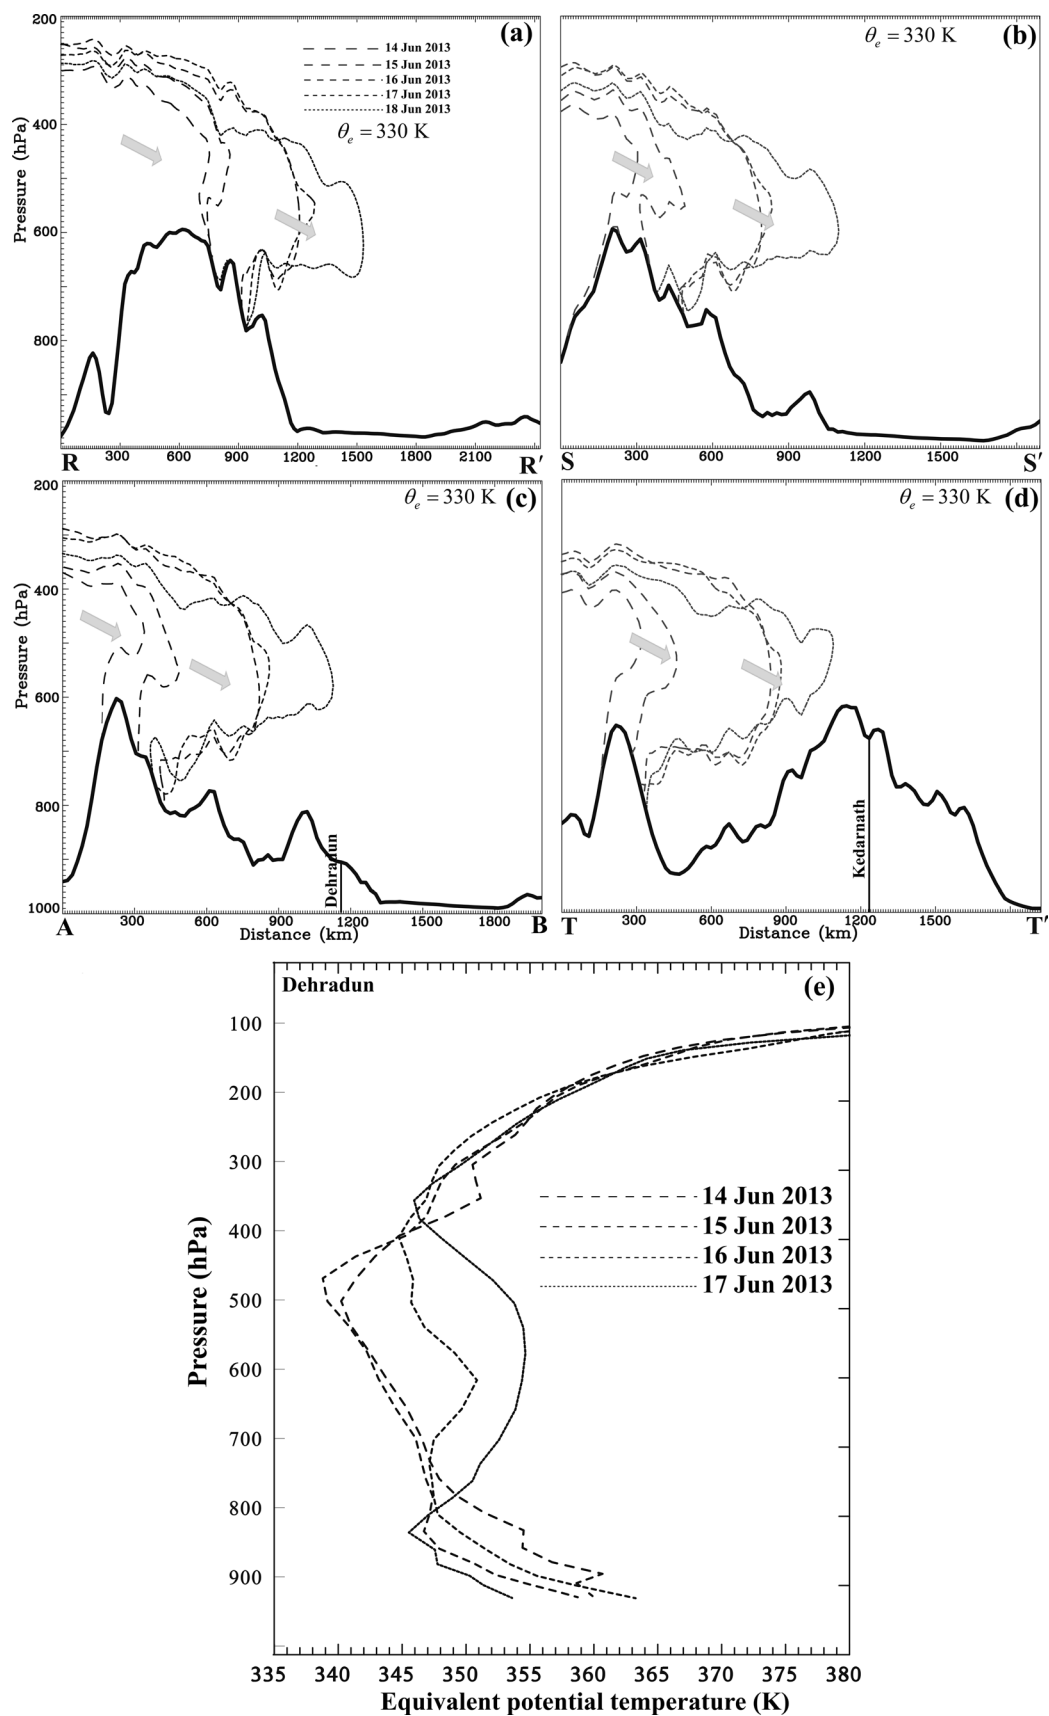 (a)
200
400
600
800
Pressure (hPa)
14 Jun 2013
15 Jun 2013
16 Jun 2013
17 Jun 2013
18 Jun 2013
θe = 330 K
R 300 600 900 1200 1500 1800 2100 R′
θe = 330 K (b)
S 300 600 900 1200 1500 S′
θe = 330 K (c)
200
400
600
800
1000
Pressure (hPa)
Dehradun
A 300 600 900 1200 1500 1800 B
Distance (km)
θe = 330 K (d)
Kedarnath
T 300 600 900 1200 1500 T′
Distance (km)
Dehradun (e)
100
200
300
400
500
600
700
800
900
Pressure (hPa)
14 Jun 2013
15 Jun 2013
16 Jun 2013
17 Jun 2013
335 340 345 350 355 360 365 370 375 380
Equivalent potential temperature (K)